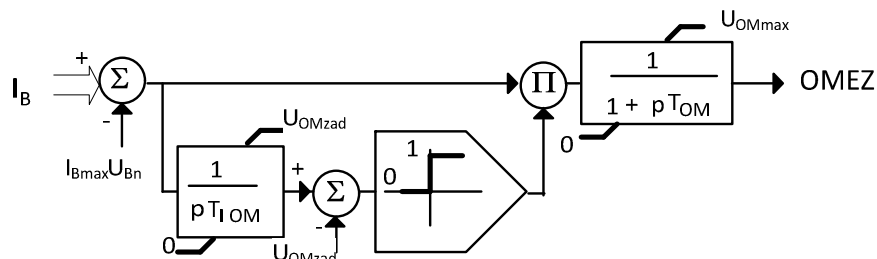 U_OMmax
+
Σ
I_B
-
I_Bmax U_Bn
Π
1
1 + pT_OM
0
OMEZ
U_OMzad
1
pT_I OM
0
+
Σ
-
U_OMzad
1
0